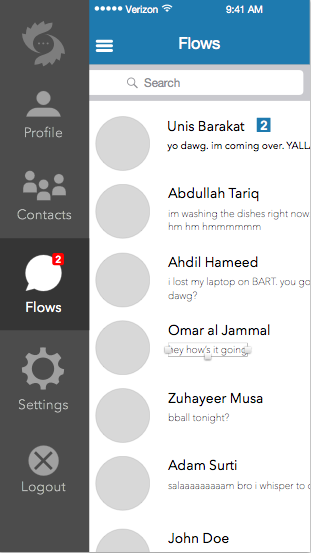 Verizon
9:41 AM
Flows
Search
Profile
Contacts
2
Flows
Settings
Logout
Unis Barakat 2
yo dawg. im coming over. YALL
Abdullah Tariq
im washing the dishes right now
hm hm hmmmmmm
Ahdil Hameed
i lost my laptop on BART. you go
dawg?
Omar al Jammal
hey how's it going
Zuhayeer Musa
bball tonight?
Adam Surti
salaaaaaaaaam bro i whisper to
John Doe